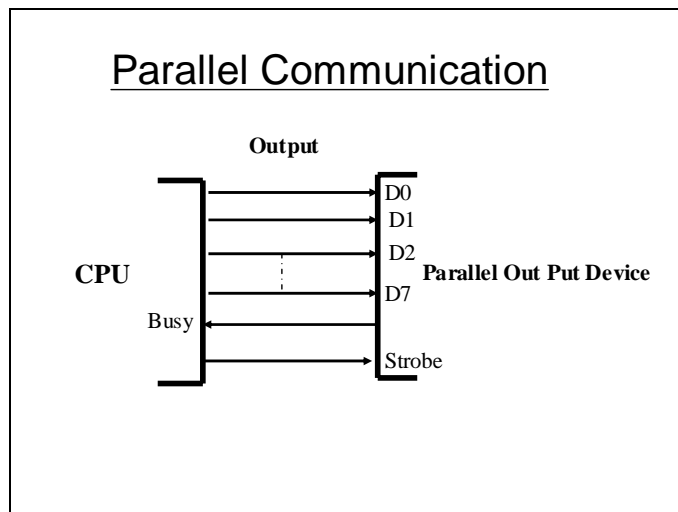 Parallel Communication
Output
D0
D1
CPU
D2
Parallel Out Put Device
D7
Busy
Strobe